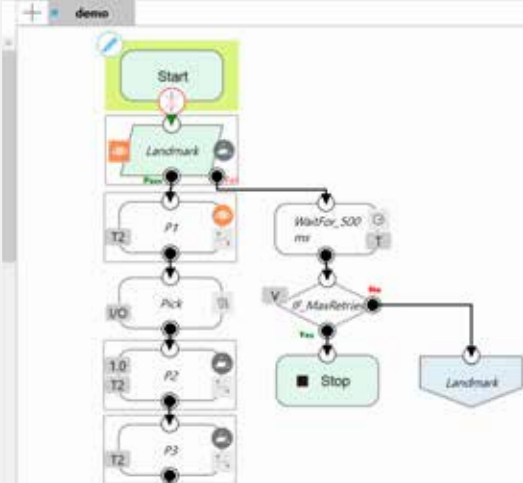 demo
Start
Landmark
Pass
Fail
P1
T2
WaitFor_500
ms
T
Pick
I/O
V
IF_MaxRetries
No
Yes
1.0
T2
P2
Stop
Landmark
P3
T2